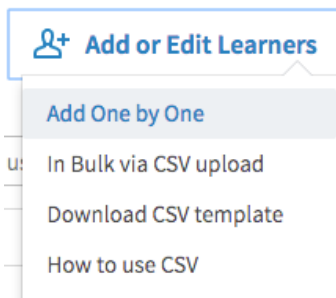 Add or Edit Learners
Add One by One
In Bulk via CSV upload
Download CSV template
How to use CSV